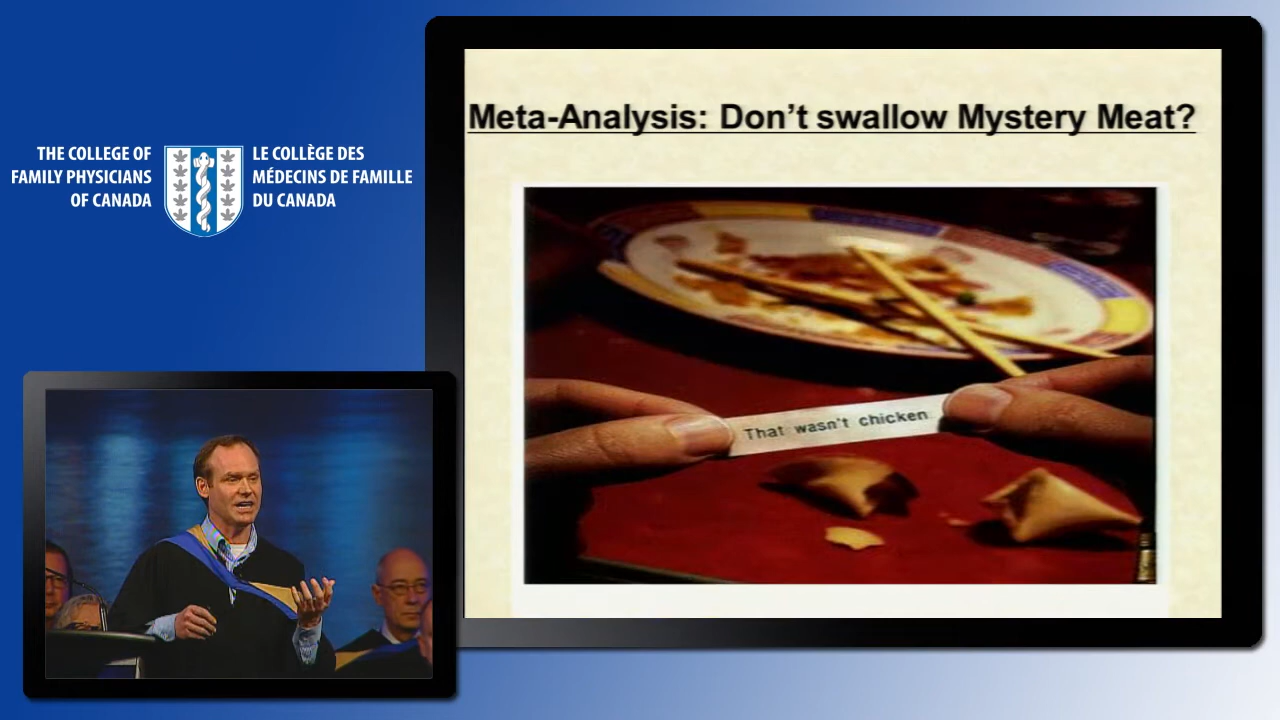 THE COLLEGE OF
FAMILY PHYSICIANS
OF CANADA
LE COLLÈGE DES
MÉDECINS DE FAMILLE
DU CANADA
Meta-Analysis: Don't swallow Mystery Meat?
That wasn't chicken